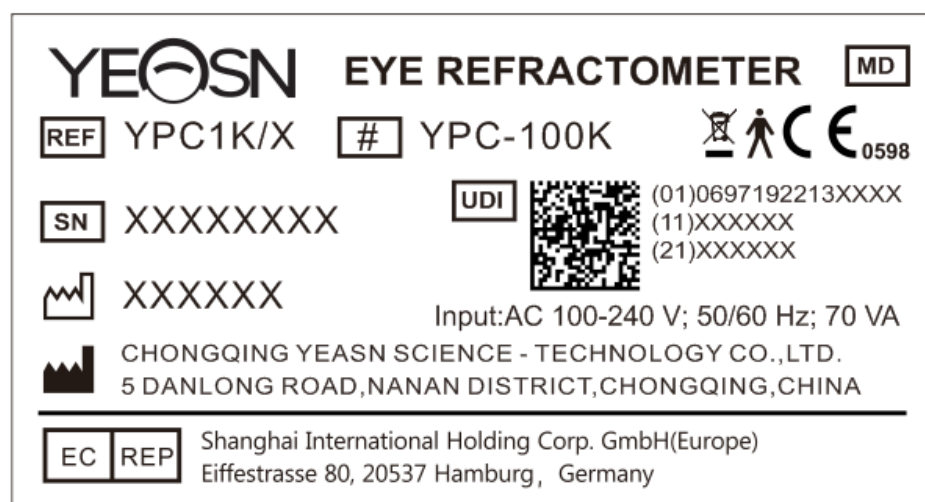 YEASN EYE REFRACTOMETER MD
REF YPC1K/X # YPC-100K CE 0598
SN XXXXXXXX
UDI (01)0697192213XXXX
(11)XXXXXX
(21)XXXXXX
XXXXXX
Input:AC 100-240 V; 50/60 Hz; 70 VA
CHONGQING YEASN SCIENCE - TECHNOLOGY CO.,LTD.
5 DANLONG ROAD,NANAN DISTRICT,CHONGQING,CHINA
EC REP Shanghai International Holding Corp. GmbH(Europe)
Eiffestrasse 80, 20537 Hamburg, Germany